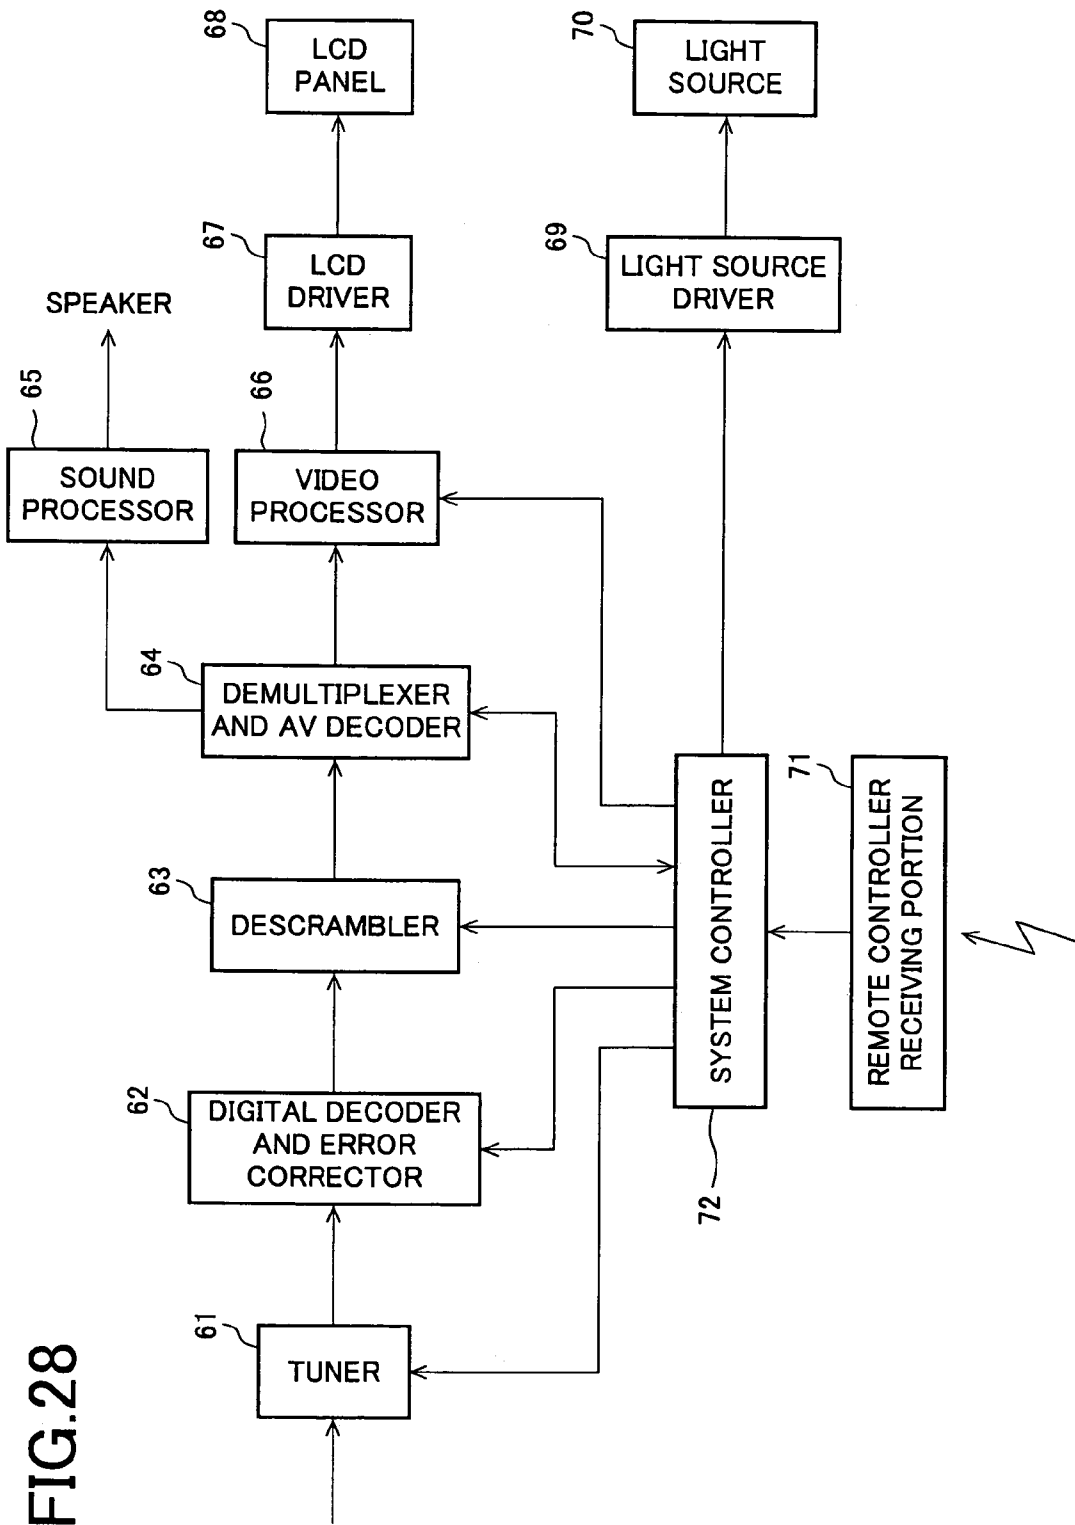 FIG.28
68
LCD
PANEL
70
LIGHT
SOURCE
67
LCD
DRIVER
69
LIGHT SOURCE
DRIVER
SPEAKER
65
SOUND
PROCESSOR
66
VIDEO
PROCESSOR
64
DEMULTIPLEXER
AND AV DECODER
63
DESCRAMBLER
62
DIGITAL DECODER
AND ERROR
CORRECTOR
61
TUNER
SYSTEM CONTROLLER
72
71
REMOTE CONTROLLER
RECEIVING PORTION